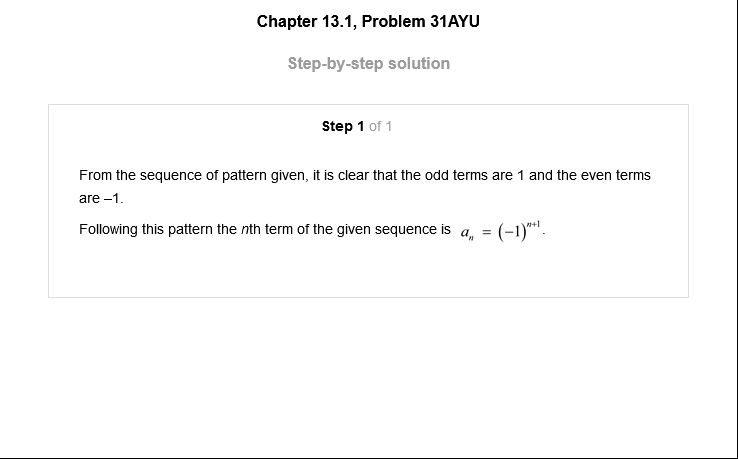 Chapter 13.1, Problem 31AYU
Step-by-step solution
Step 1 of 1
From the sequence of pattern given, it is clear that the odd terms are 1 and the even terms
are –1.
Following this pattern the nth term of the given sequence is aₙ = (−1)ⁿ⁺¹.